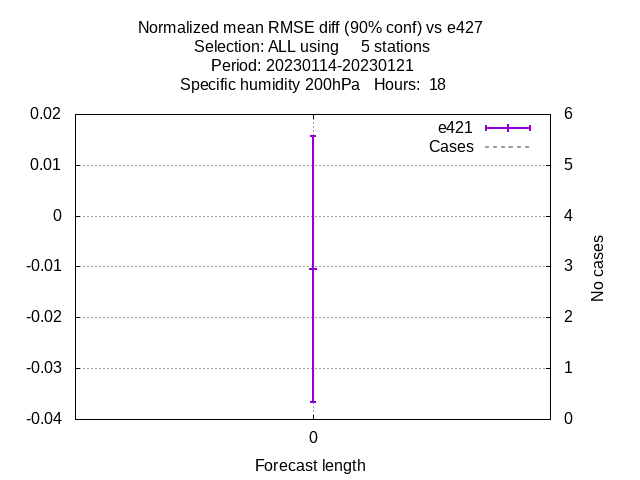 Normalized mean RMSE diff (90% conf) vs e427
Selection: ALL using     5 stations
Period: 20230114-20230121
Specific humidity 200hPa   Hours:  18
0.02
0.01
0
-0.01
-0.02
-0.03
-0.04
6
5
4
3
2
1
0
e421
Cases
No cases
0
Forecast length